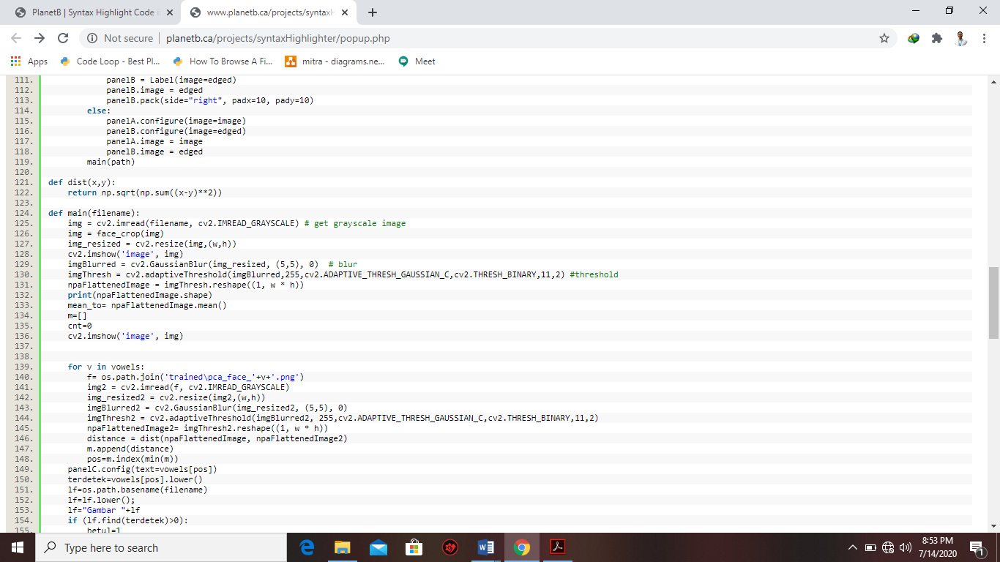 PlanetB | Syntax Highlight Code i
www.planetb.ca/projects/syntaxH
Not secure
planetb.ca/projects/syntaxHighlighter/popup.php
Apps
Code Loop - Best Pl...
How To Browse A Fi...
mitra - diagrams.ne...
Meet
111. panelB = Label(image=edged)
112. panelB.image = edged
113. panelB.pack(side="right", padx=10, pady=10)
114. else:
115. panelA.configure(image=image)
116. panelB.configure(image=edged)
117. panelA.image = image
118. panelB.image = edged
119. main(path)
120.
121. def dist(x,y):
122. return np.sqrt(np.sum((x-y)**2))
123.
124. def main(filename):
125. img = cv2.imread(filename, cv2.IMREAD_GRAYSCALE) # get grayscale image
126. img = face_crop(img)
127. img_resized = cv2.resize(img,(w,h))
128. cv2.imshow('image', img)
129. imgBlurred = cv2.GaussianBlur(img_resized, (5,5), 0)  # blur
130. imgThresh = cv2.adaptiveThreshold(imgBlurred,255,cv2.ADAPTIVE_THRESH_GAUSSIAN_C,cv2.THRESH_BINARY,11,2) #threshold
131. npaFlattenedImage = imgThresh.reshape((1, w * h))
132. print(npaFlattenedImage.shape)
133. mean_to= npaFlattenedImage.mean()
134. m=[]
135. cnt=0
136. cv2.imshow('image', img)
137.
138.
139. for v in vowels:
140. f= os.path.join('trained\pca_face_'+v+'.png')
141. img2 = cv2.imread(f, cv2.IMREAD_GRAYSCALE)
142. img_resized2 = cv2.resize(img2,(w,h))
143. imgBlurred2 = cv2.GaussianBlur(img_resized2, (5,5), 0)
144. imgThresh2 = cv2.adaptiveThreshold(imgBlurred2, 255,cv2.ADAPTIVE_THRESH_GAUSSIAN_C,cv2.THRESH_BINARY,11,2)
145. npaFlattenedImage2= imgThresh2.reshape((1, w * h))
146. distance = dist(npaFlattenedImage, npaFlattenedImage2)
147. m.append(distance)
148. pos=m.index(min(m))
149. panelC.config(text=vowels[pos])
150. terdetek=vowels[pos].lower()
151. lf=os.path.basename(filename)
152. lf=lf.lower();
153. lf="Gambar "+lf
154. if (lf.find(terdetek)>0):
155. betul=1
Type here to search
8:53 PM
7/14/2020
1